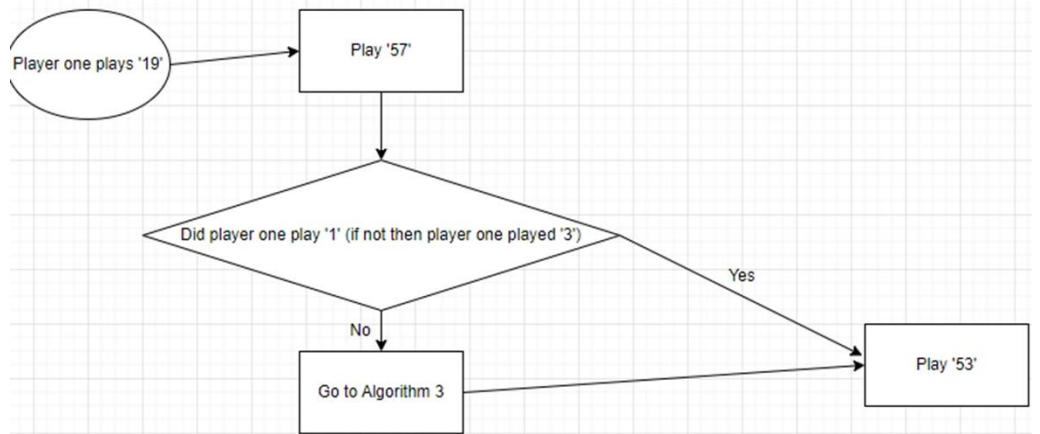 Player one plays '19'
Play '57'
Did player one play '1' (if not then player one played '3')
Yes
No
Play '53'
Go to Algorithm 3